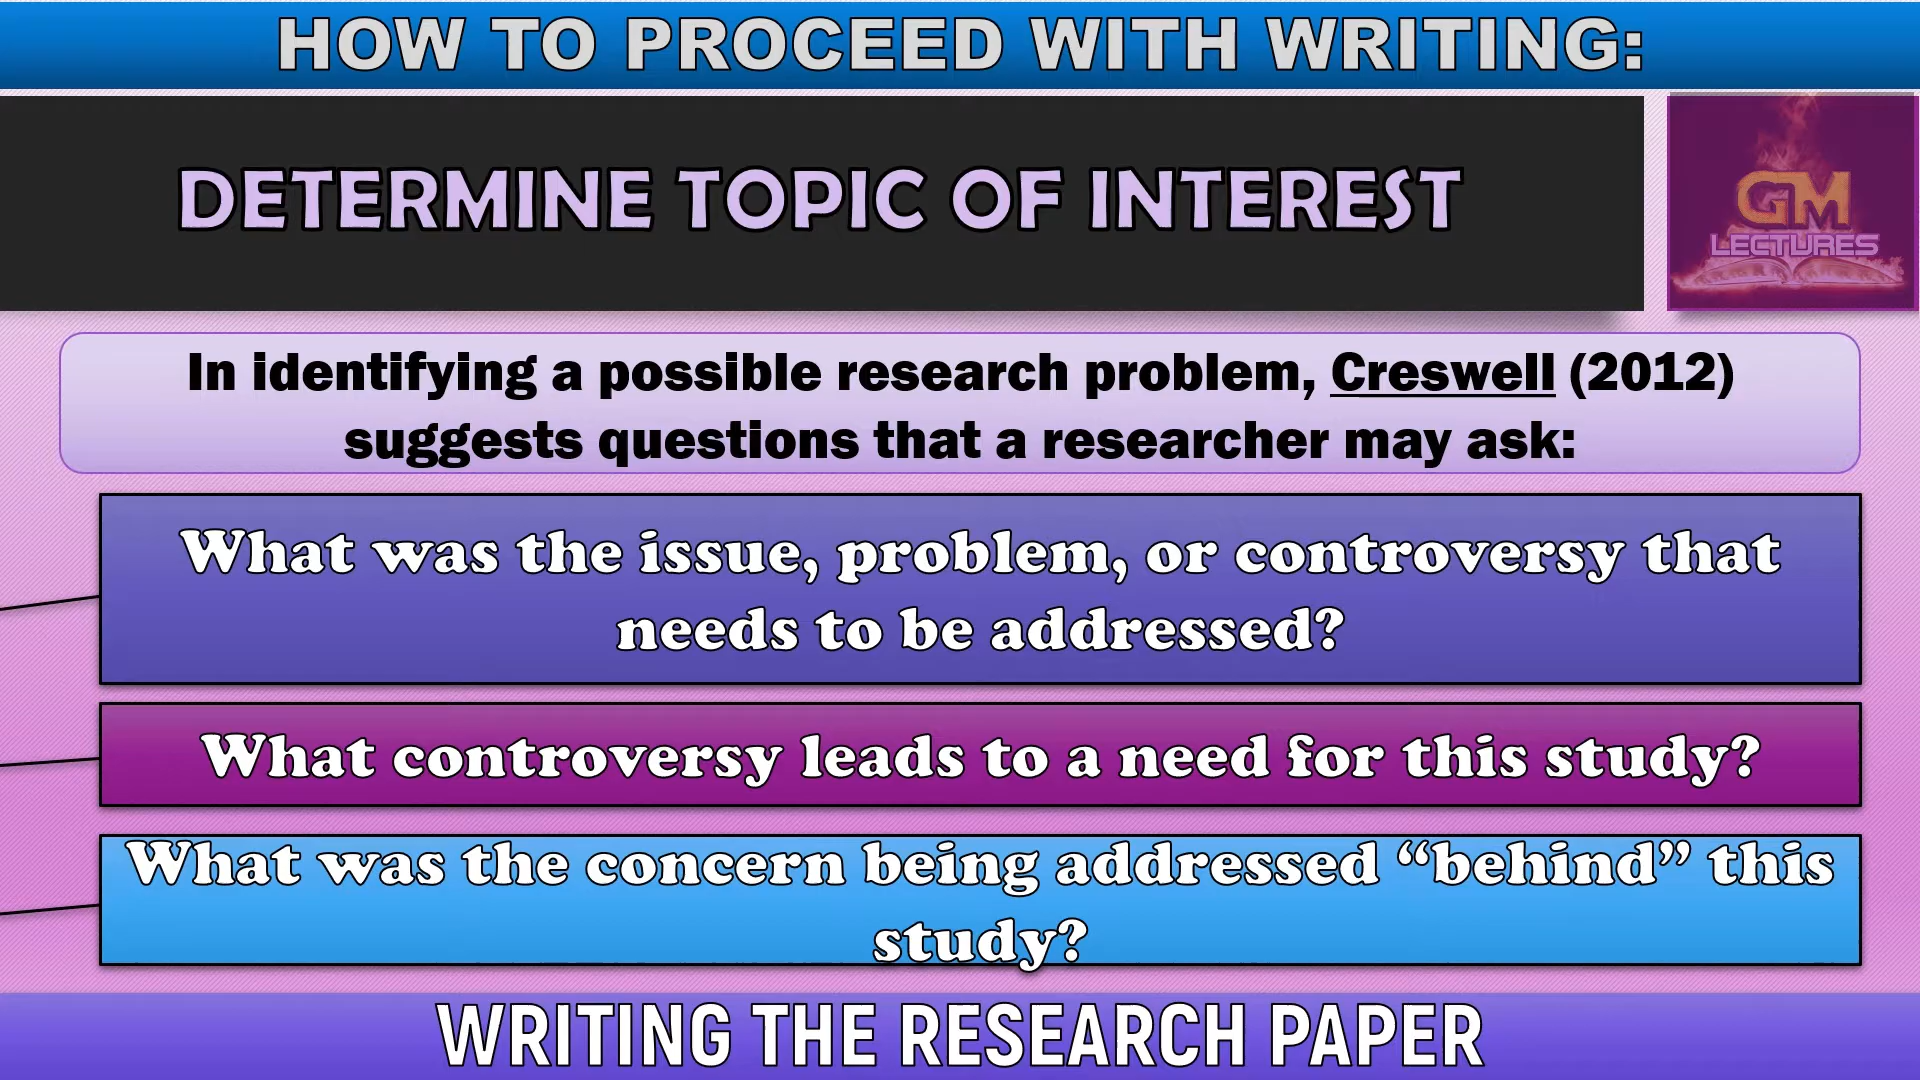 HOW TO PROCEED WITH WRITING:
DETERMINE TOPIC OF INTEREST
GM
LECTURES
In identifying a possible research problem, Creswell (2012)
suggests questions that a researcher may ask:
What was the issue, problem, or controversy that
needs to be addressed?
What controversy leads to a need for this study?
What was the concern being addressed “behind” this
study?
WRITING THE RESEARCH PAPER